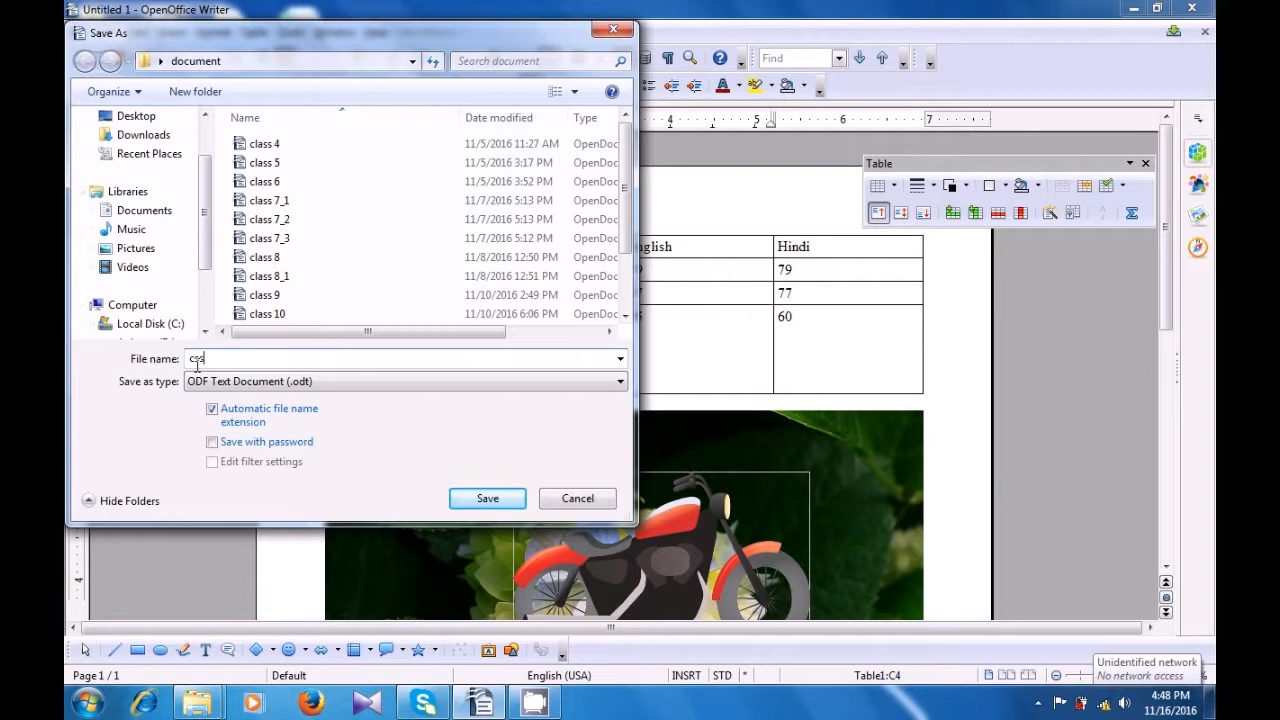 Untitled 1 - OpenOffice Writer
Save As
document
Search document
Find
Organize
New folder
Desktop
Downloads
Recent Places
Libraries
Documents
Music
Pictures
Videos
Computer
Local Disk (C:)
Name Date modified Type
class 4 11/5/2016 11:27 AM OpenDoc
class 5 11/5/2016 3:17 PM OpenDoc
class 6 11/5/2016 3:52 PM OpenDoc
class 7_1 11/7/2016 5:13 PM OpenDoc
class 7_2 11/7/2016 5:13 PM OpenDoc
class 7_3 11/7/2016 5:12 PM OpenDoc
class 8 11/8/2016 12:50 PM OpenDoc
class 8_1 11/8/2016 12:51 PM OpenDoc
class 9 11/10/2016 2:49 PM OpenDoc
class 10 11/10/2016 6:06 PM OpenDoc
File name: css
Save as type: ODF Text Document (.odt)
Automatic file name
extension
Save with password
Edit filter settings
Hide Folders
Save
Cancel
4 5 6 7
Table
nglish Hindi
79
77
60
4
Page 1 / 1 Default English (USA) INSRT STD * Table1:C4
Unidentified network
No network access
4:48 PM
11/16/2016